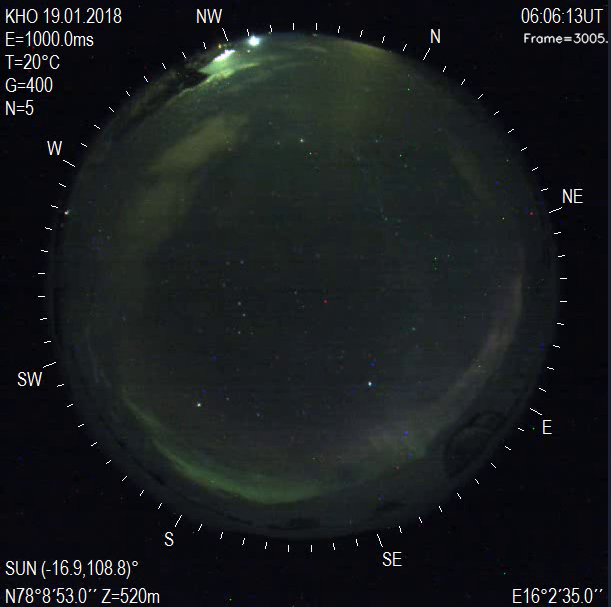 KHO 19.01.2018
E=1000.0ms
T=20°C
G=400
N=5
06:06:13UT
Frame=3005.
NW
N
W
NE
SW
E
S
SE
SUN (-16.9,108.8)°
N78°8'53.0'' Z=520m
E16°2'35.0''